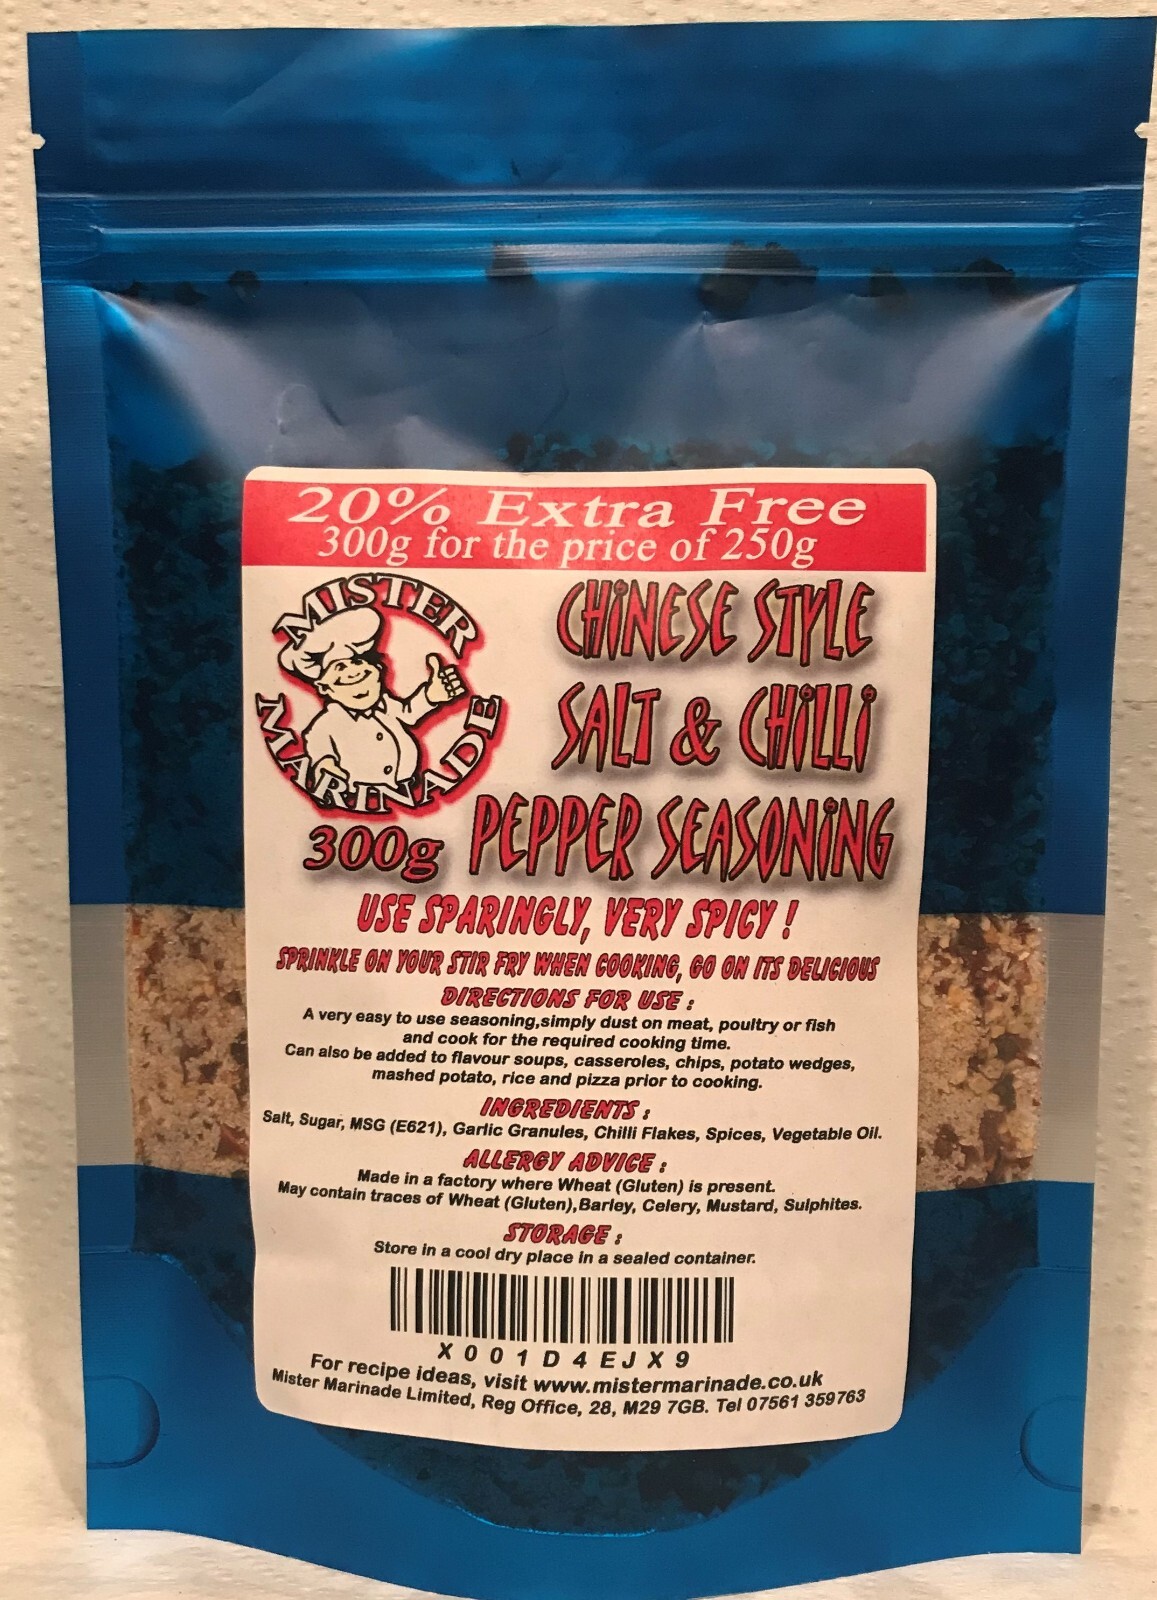 20% Extra Free
300g for the price of 250g
MISTER
MARINADE
CHiNESE STYLE
SALT & CHiLLi
300g PEPPER SEASONiNG
USE SPARINGLY, VERY SPICY !
SPRINKLE ON YOUR STIR FRY WHEN COOKING, GO ON ITS DELICIOUS
DIRECTIONS FOR USE :
A very easy to use seasoning,simply dust on meat, poultry or fish
and cook for the required cooking time.
Can also be added to flavour soups, casseroles, chips, potato wedges,
mashed potato, rice and pizza prior to cooking.
INGREDIENTS :
Salt, Sugar, MSG (E621), Garlic Granules, Chilli Flakes, Spices, Vegetable Oil.
ALLERGY ADVICE :
Made in a factory where Wheat (Gluten) is present.
May contain traces of Wheat (Gluten),Barley, Celery, Mustard, Sulphites.
STORAGE :
Store in a cool dry place in a sealed container.
X 0 0 1 D 4 E J X 9
For recipe ideas, visit www.mistermarinade.co.uk
Mister Marinade Limited, Reg Office, 28, M29 7GB. Tel 07561 359763